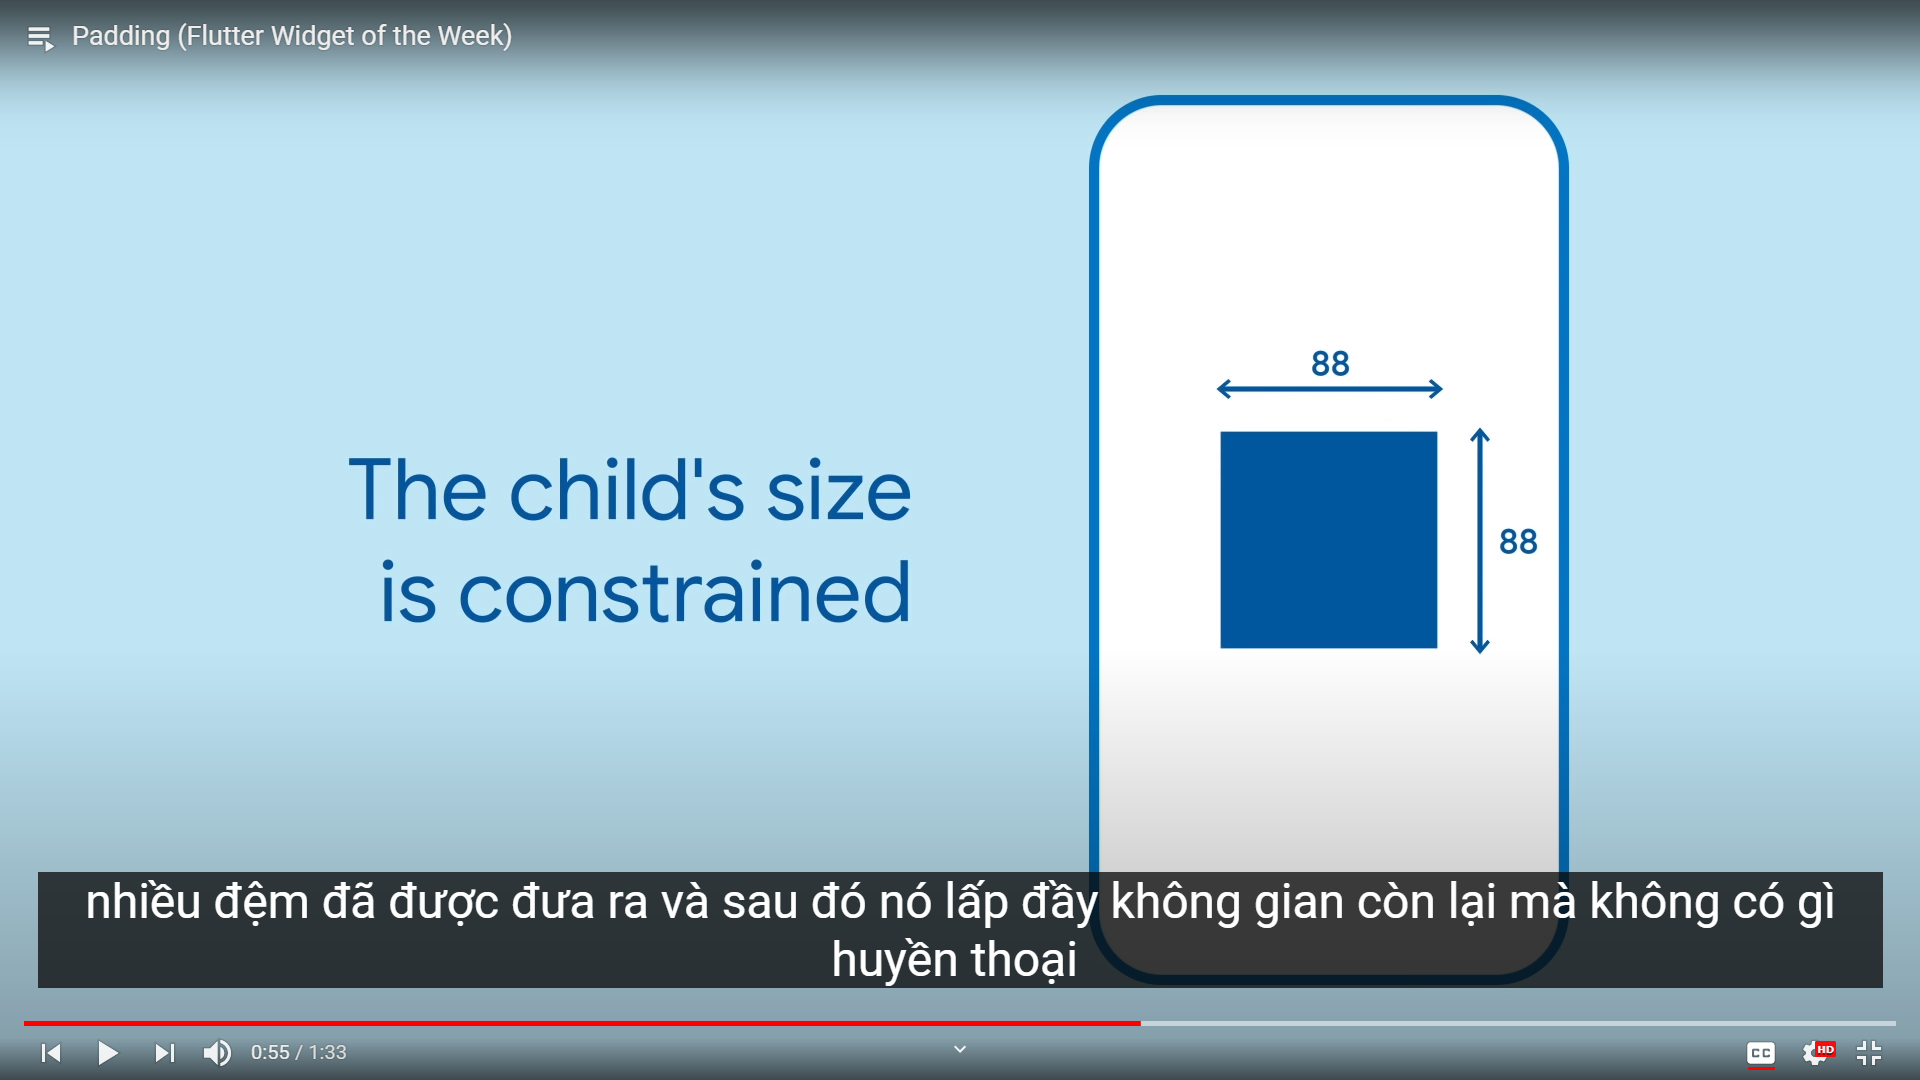 Padding (Flutter Widget of the Week)
88
88
The child's size
is constrained
nhiều đệm đã được đưa ra và sau đó nó lấp đầy không gian còn lại mà không có gì
huyền thoại
0:55 / 1:33
CC
HD